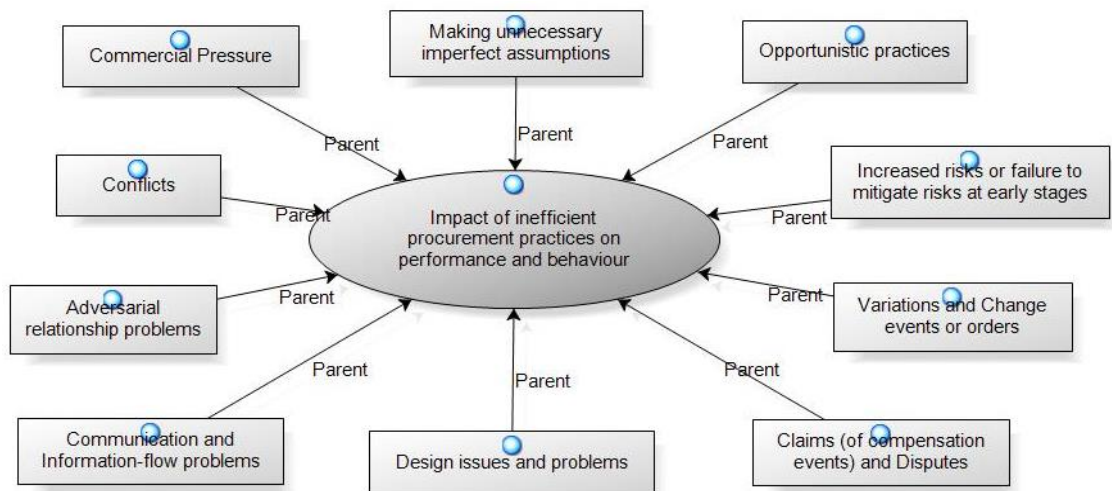 Commercial Pressure
Making unnecessary
imperfect assumptions
Opportunistic practices
Parent
Parent
Parent
Conflicts
Parent
Increased risks or failure to
mitigate risks at early stages
Parent
Impact of inefficient
procurement practices on
performance and behaviour
Adversarial
relationship problems
Parent
Parent
Variations and Change
events or orders
Parent
Parent
Parent
Communication and
Information-flow problems
Design issues and problems
Claims (of compensation
events) and Disputes